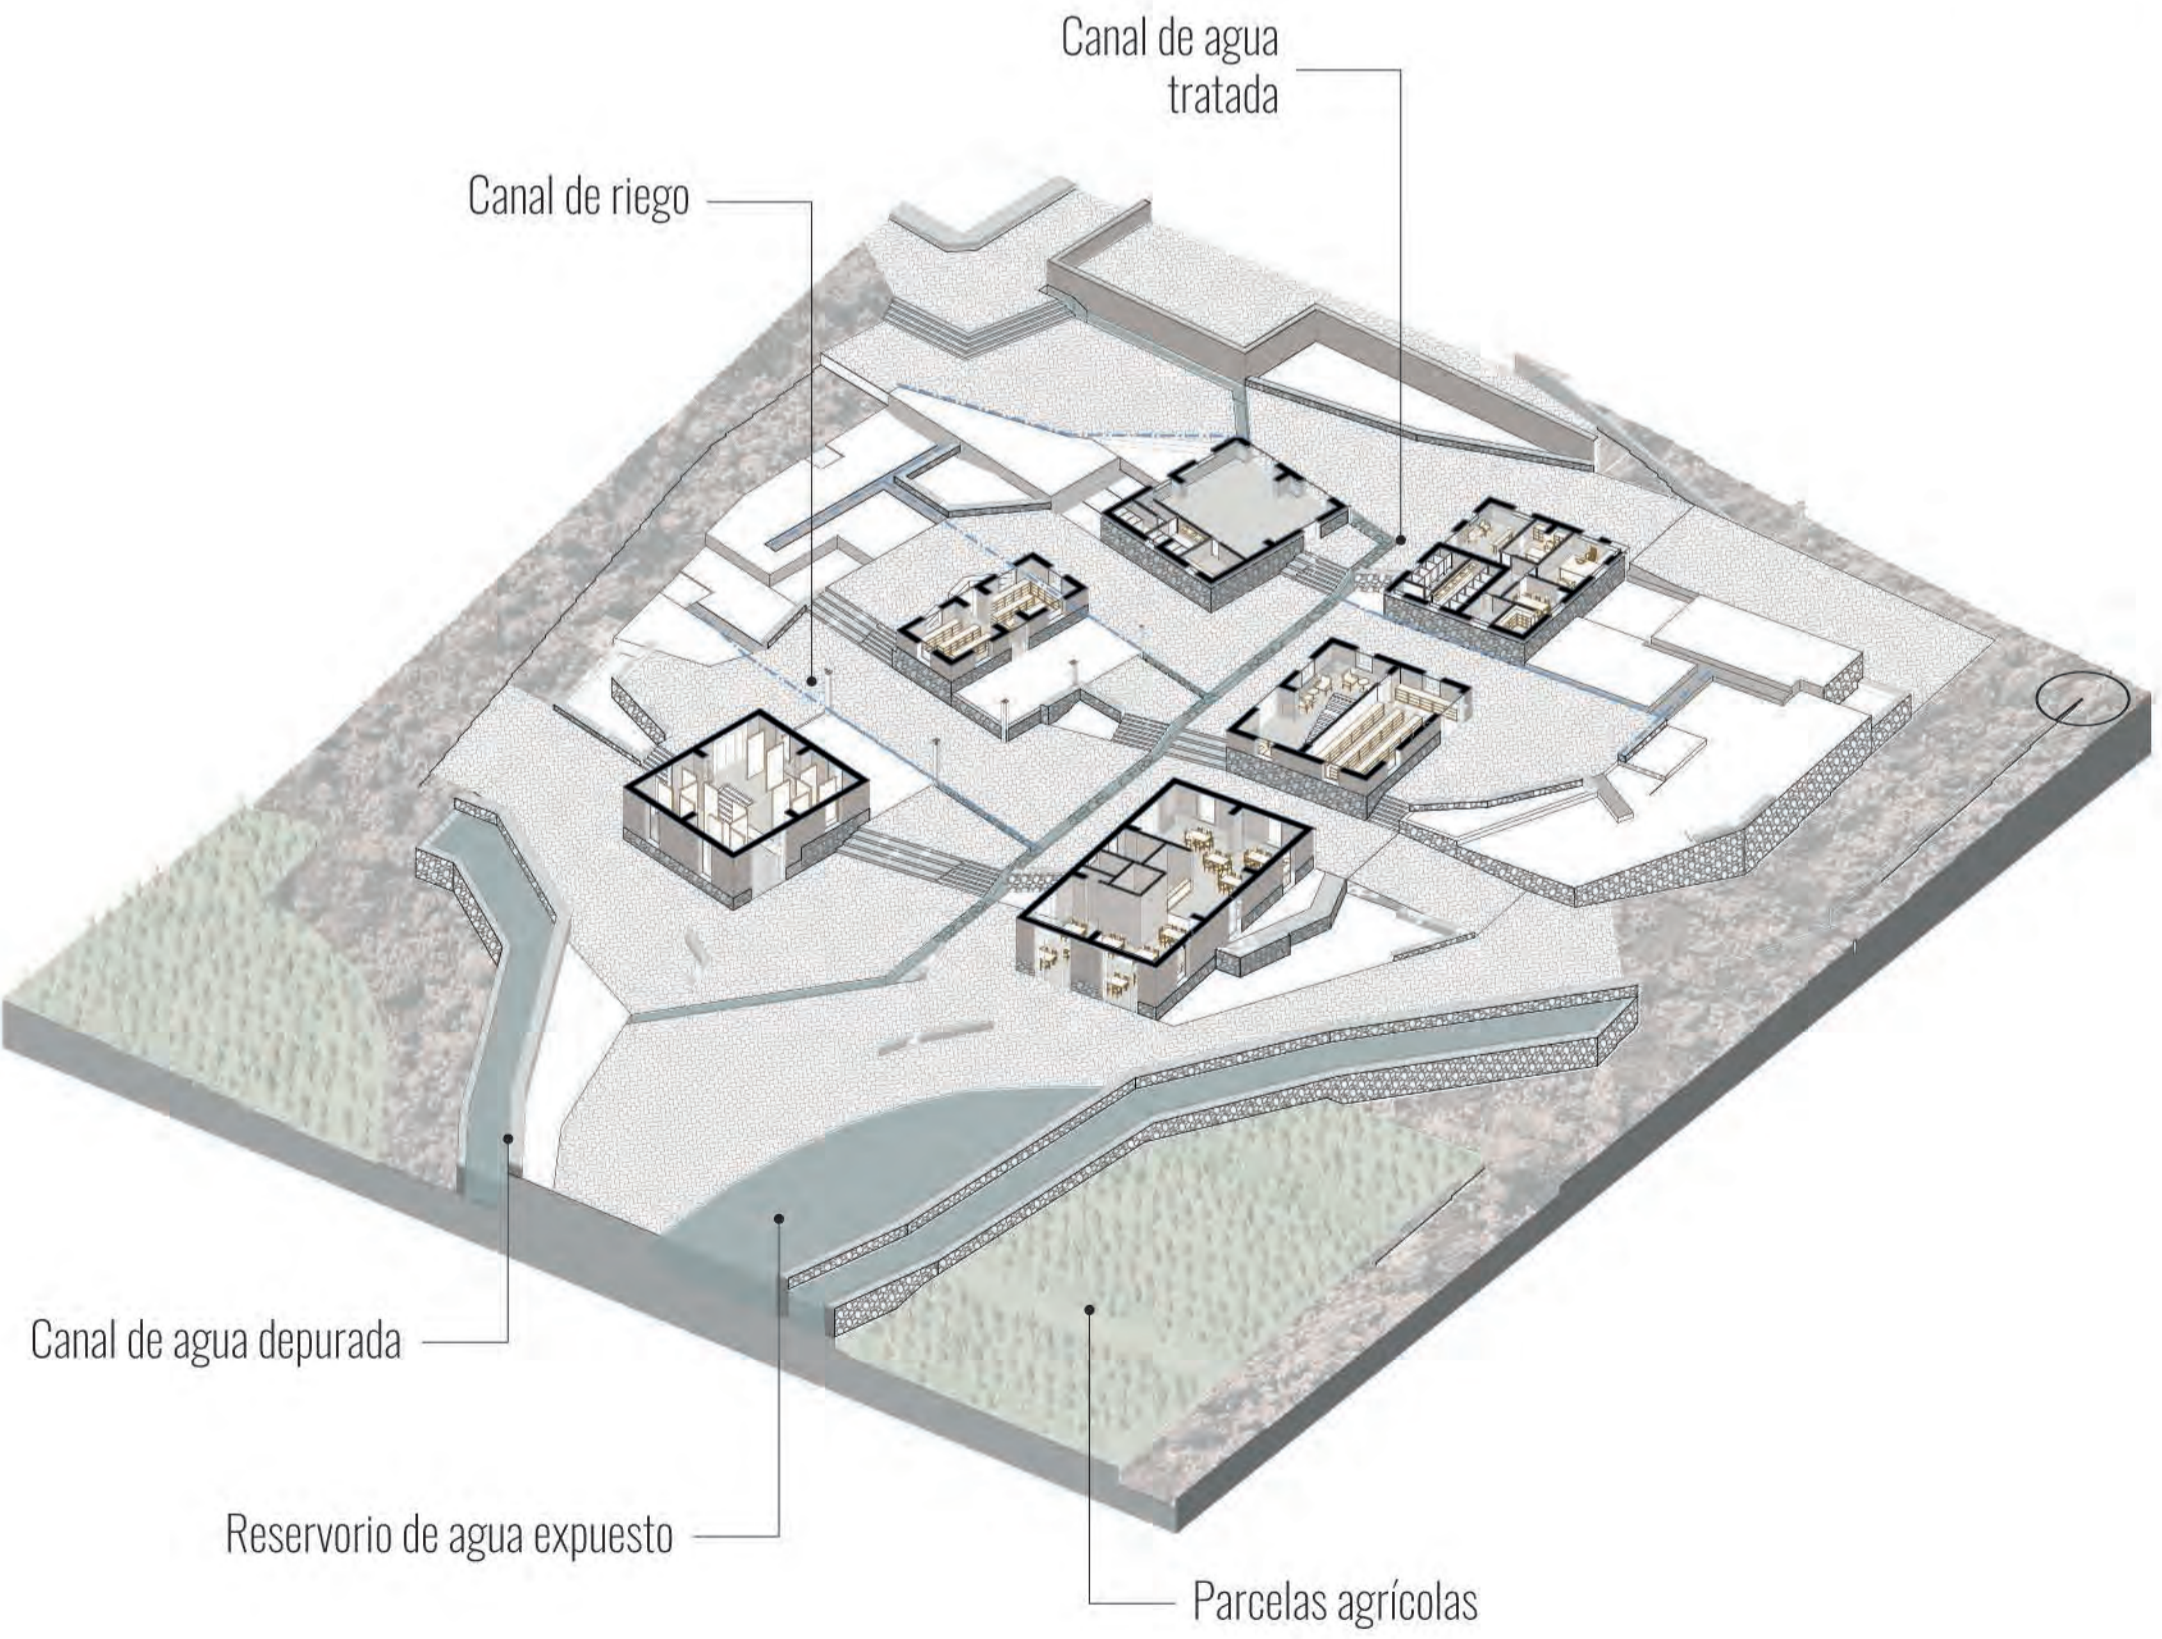 Canal de agua
tratada
Canal de riego
Canal de agua depurada
Reservorio de agua expuesto
Parcelas agrícolas